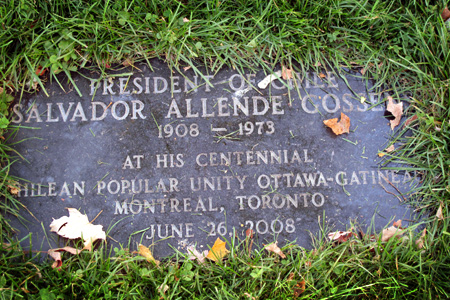 PRESIDENT OF CHILE
SALVADOR ALLENDE GOSSENS
1908 — 1973
AT HIS CENTENNIAL
CHILEAN POPULAR UNITY OTTAWA-GATINEAU
MONTREAL, TORONTO
JUNE 26, 2008